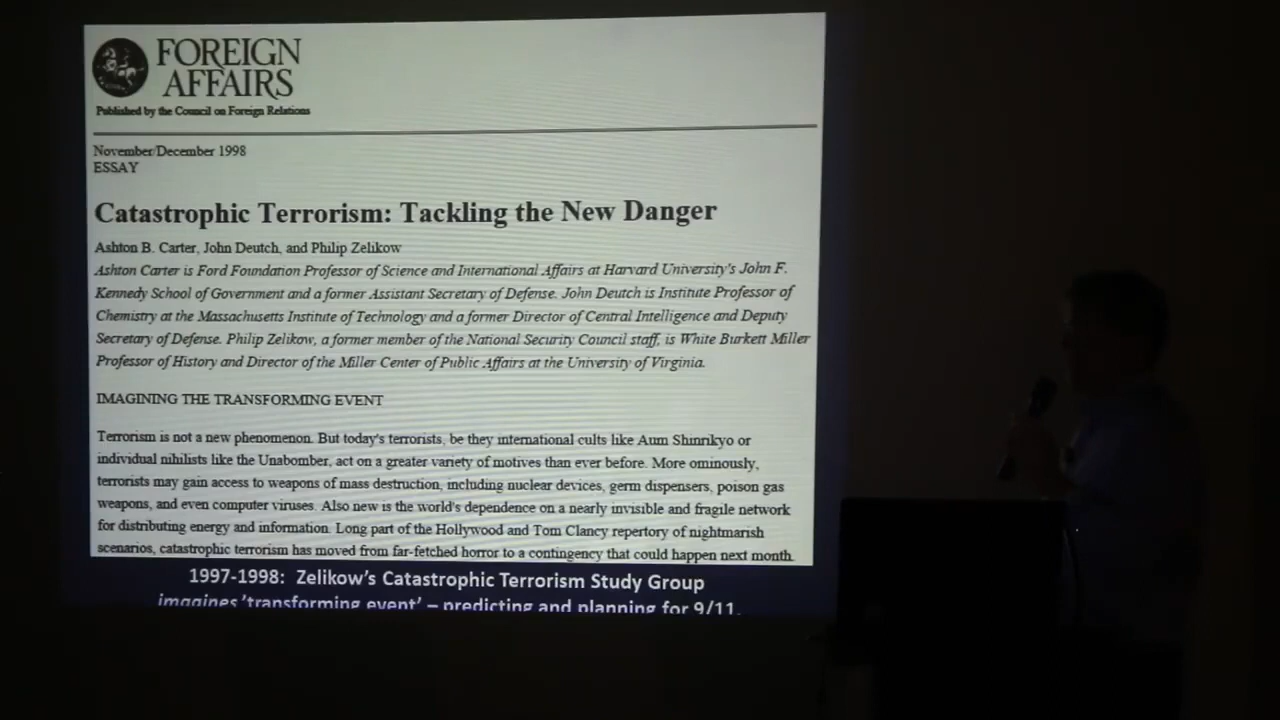 FOREIGN
AFFAIRS
Published by the Council on Foreign Relations
November/December 1998
ESSAY
Catastrophic Terrorism: Tackling the New Danger
Ashton B. Carter, John Deutch, and Philip Zelikow
Ashton Carter is Ford Foundation Professor of Science and International Affairs at Harvard University's John F.
Kennedy School of Government and a former Assistant Secretary of Defense. John Deutch is Institute Professor of
Chemistry at the Massachusetts Institute of Technology and a former Director of Central Intelligence and Deputy
Secretary of Defense. Philip Zelikow, a former member of the National Security Council staff, is White Burkett Miller
Professor of History and Director of the Miller Center of Public Affairs at the University of Virginia.
IMAGINING THE TRANSFORMING EVENT
Terrorism is not a new phenomenon. But today's terrorists, be they international cults like Aum Shinrikyo or
individual nihilists like the Unabomber, act on a greater variety of motives than ever before. More ominously,
terrorists may gain access to weapons of mass destruction, including nuclear devices, germ dispensers, poison gas
weapons, and even computer viruses. Also new is the world's dependence on a nearly invisible and fragile network
for distributing energy and information. Long part of the Hollywood and Tom Clancy repertory of nightmarish
scenarios, catastrophic terrorism has moved from far-fetched horror to a contingency that could happen next month.
1997-1998: Zelikow's Catastrophic Terrorism Study Group
imagines 'transforming event' – predicting and planning for 9/11.